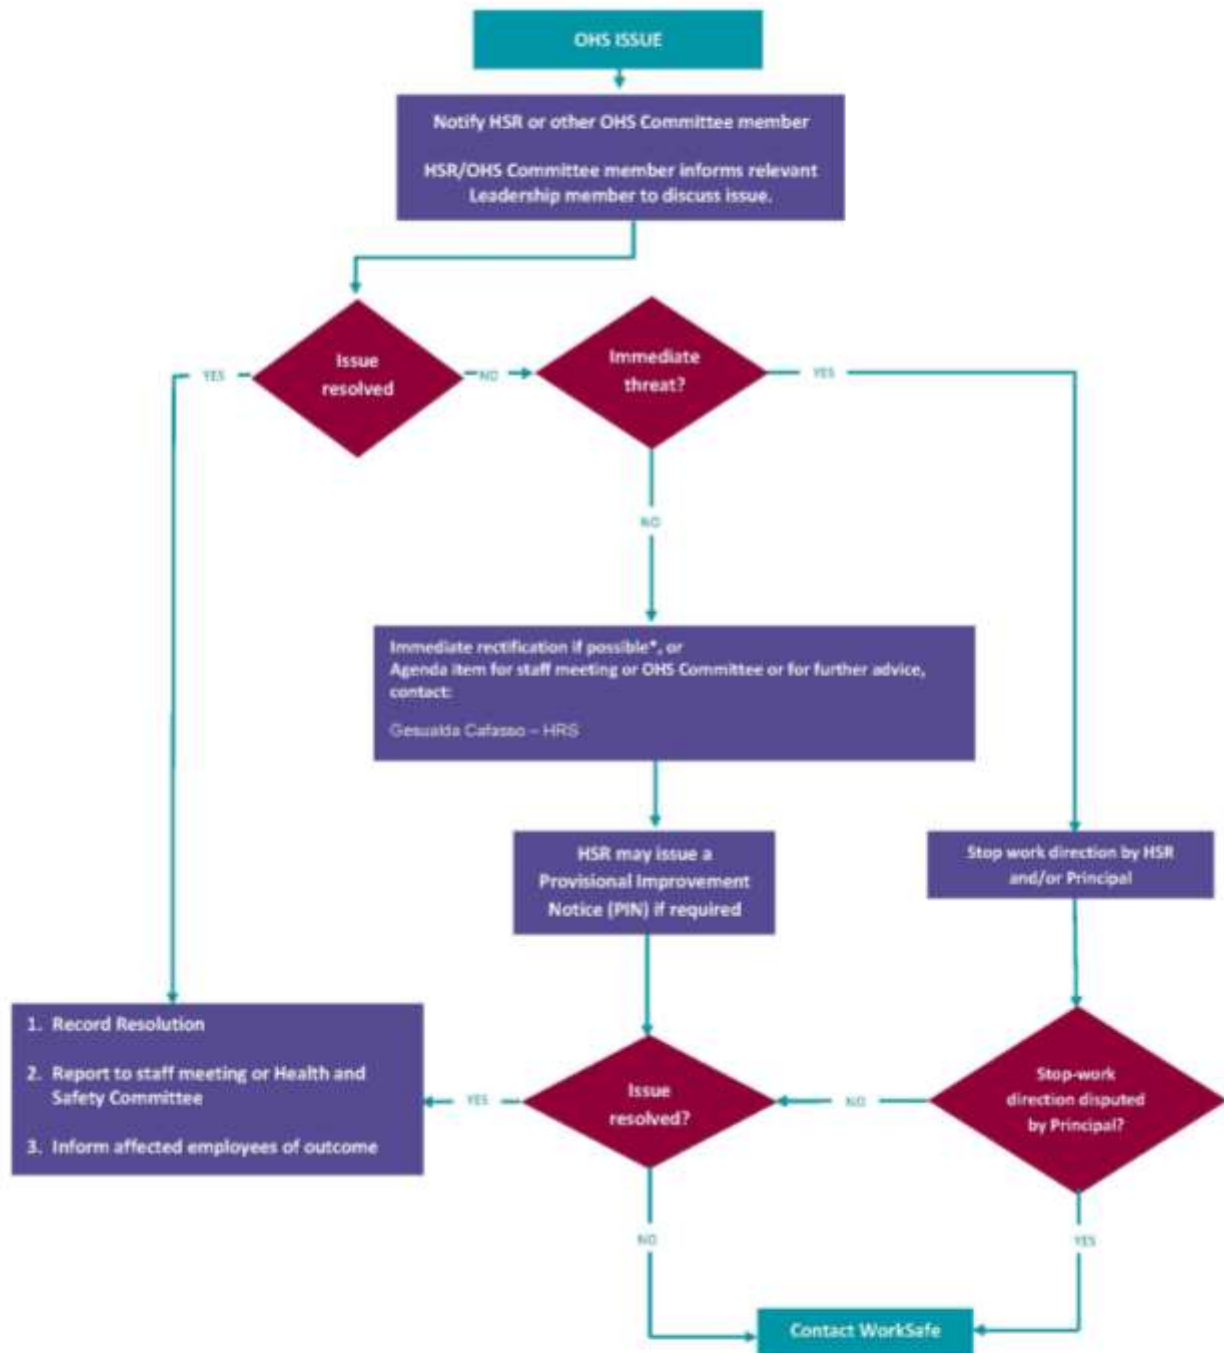 OHS ISSUE
Notify HSR or other OHS Committee member
HSR/OHS Committee member informs relevant
Leadership member to discuss issue.
Issue
resolved
YES
NO
Immediate
threat?
YES
NO
Immediate rectification if possible*, or
Agenda item for staff meeting or OHS Committee or for further advice,
contact:
Gesualda Cafasso – HRS
HSR may issue a
Provisional Improvement
Notice (PIN) if required
Stop work direction by HSR
and/or Principal
1. Record Resolution
2. Report to staff meeting or Health and
Safety Committee
3. Inform affected employees of outcome
YES
Issue
resolved?
NO
Stop-work
direction disputed
by Principal?
NO
YES
Contact WorkSafe